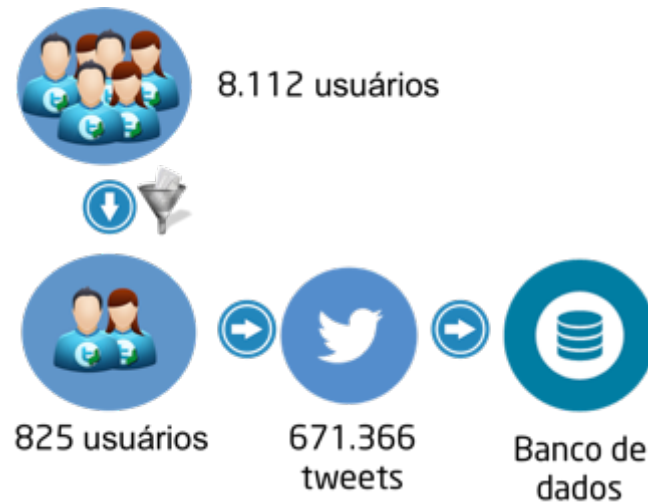 8.112 usuários
825 usuários
671.366
tweets
Banco de
dados